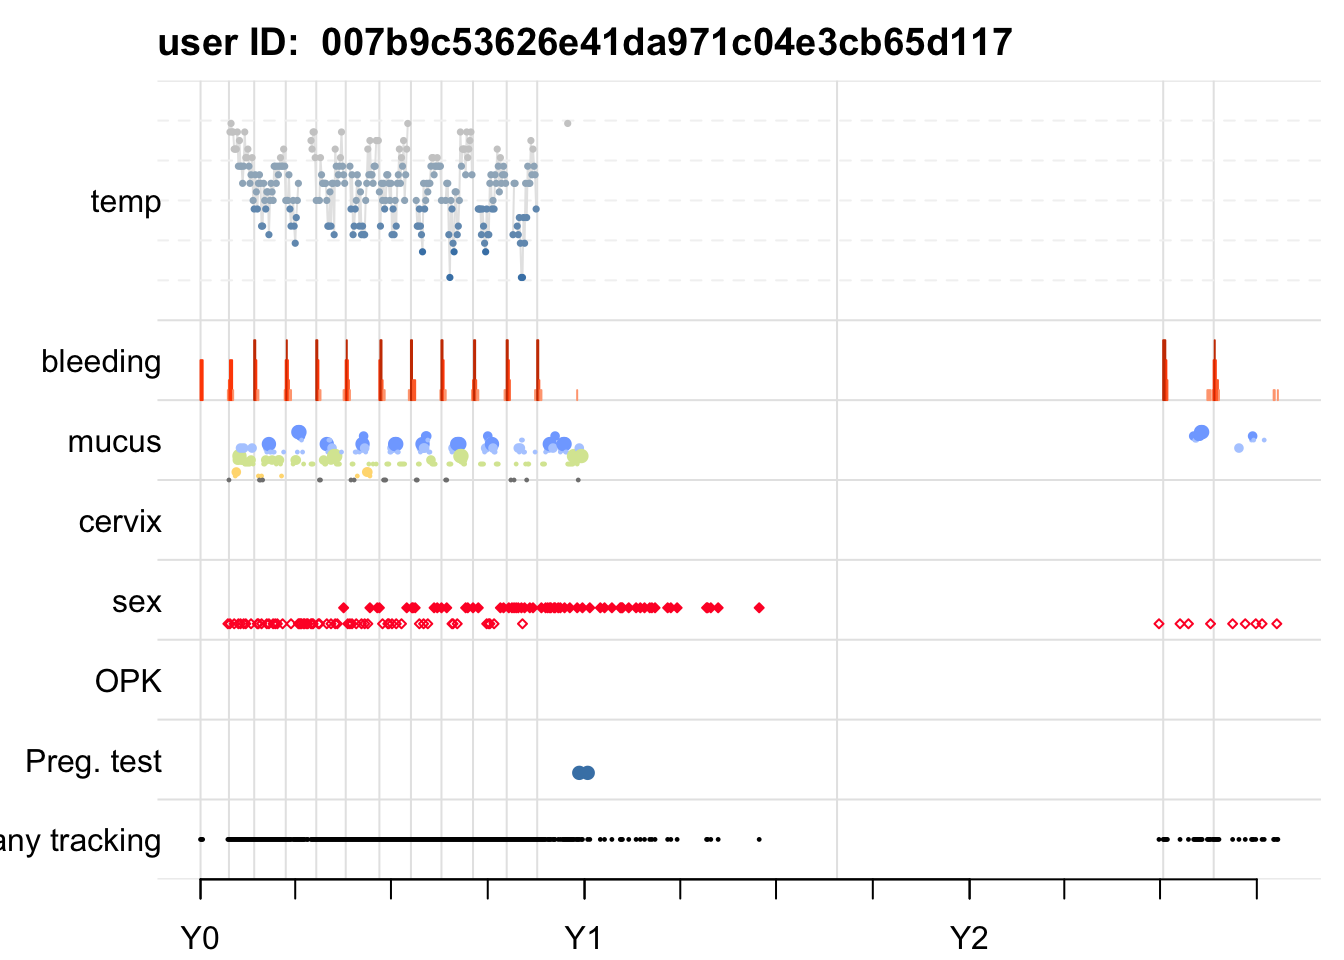 user ID:  007b9c53626e41da971c04e3cb65d117
temp
bleeding
mucus
cervix
sex
OPK
Preg. test
any tracking
Y0 Y1 Y2